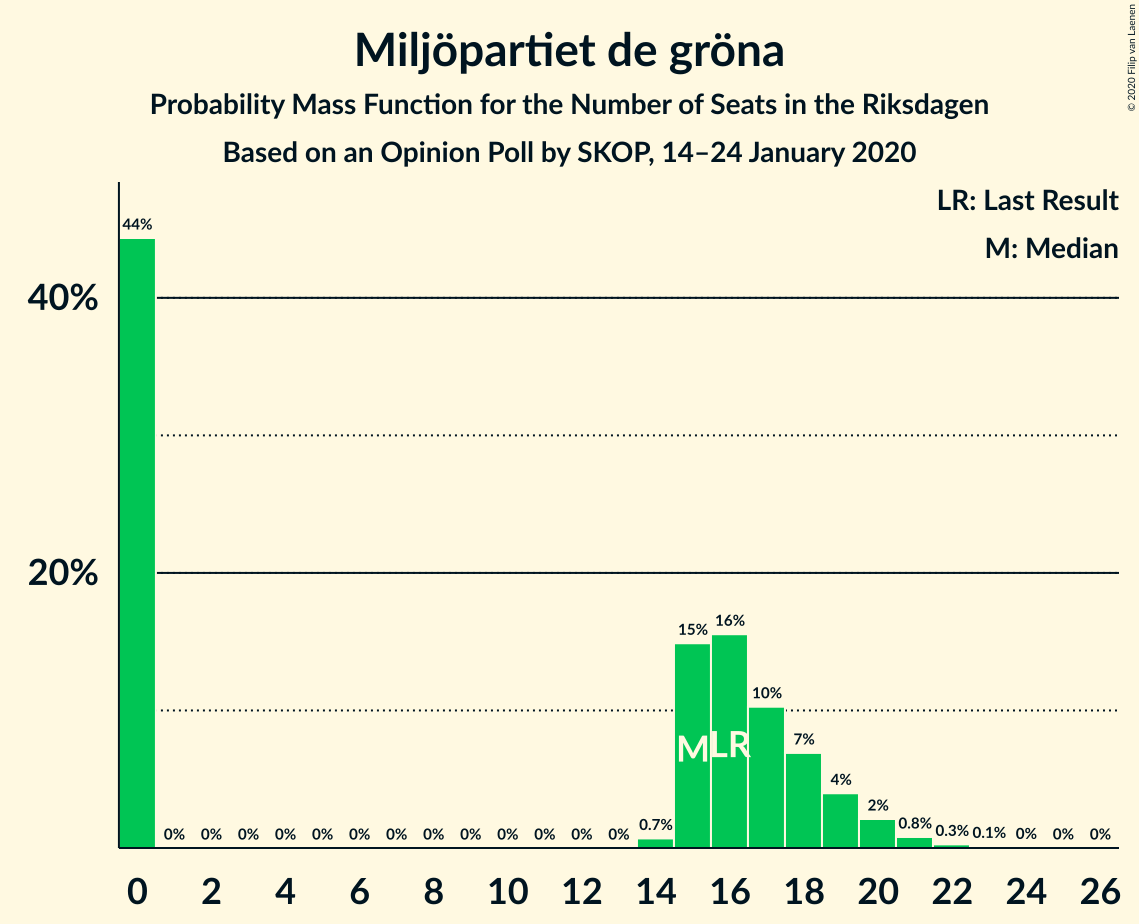 Miljöpartiet de gröna
Probability Mass Function for the Number of Seats in the Riksdagen
Based on an Opinion Poll by SKOP, 14–24 January 2020
© 2020 Filip van Laenen
LR: Last Result
M: Median
40%
20%
44%
0% 0% 0% 0% 0% 0% 0% 0% 0% 0% 0% 0% 0% 0.7% 15% 16% 10% 7% 4% 2% 0.8% 0.3% 0.1% 0% 0% 0%
M LR
0 2 4 6 8 10 12 14 16 18 20 22 24 26